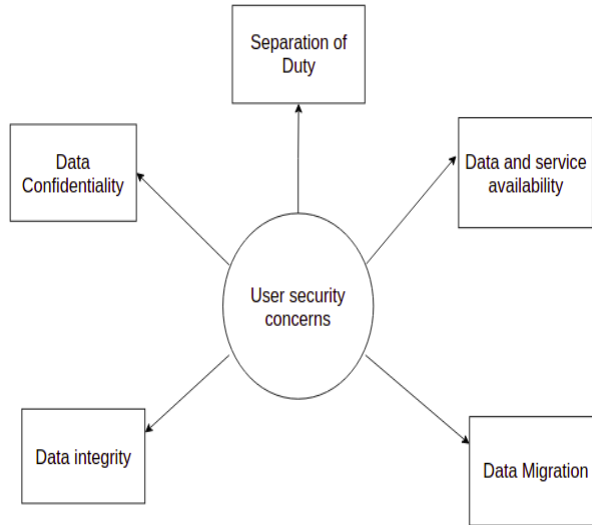 Separation of
Duty
Data
Confidentiality
Data and service
availability
User security
concerns
Data integrity
Data Migration